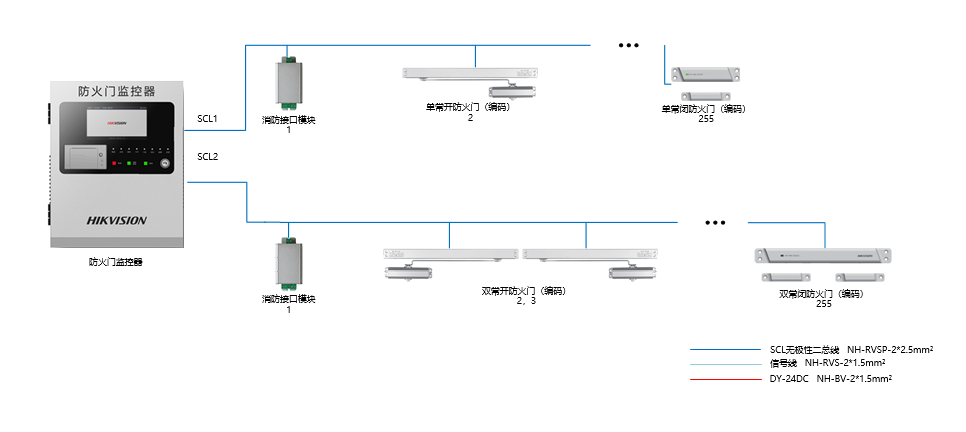 防火门监控器
HIKVISION
HIKVISION
防火门监控器
SCL1
SCL2
消防接口模块
1
单常开防火门（编码）
2
•••
单常闭防火门（编码）
255
消防接口模块
1
双常开防火门（编码）
2，3
•••
双常闭防火门（编码）
255
SCL无极性二总线 NH-RVSP-2*2.5mm²
信号线 NH-RVS-2*1.5mm²
DY-24DC NH-BV-2*1.5mm²